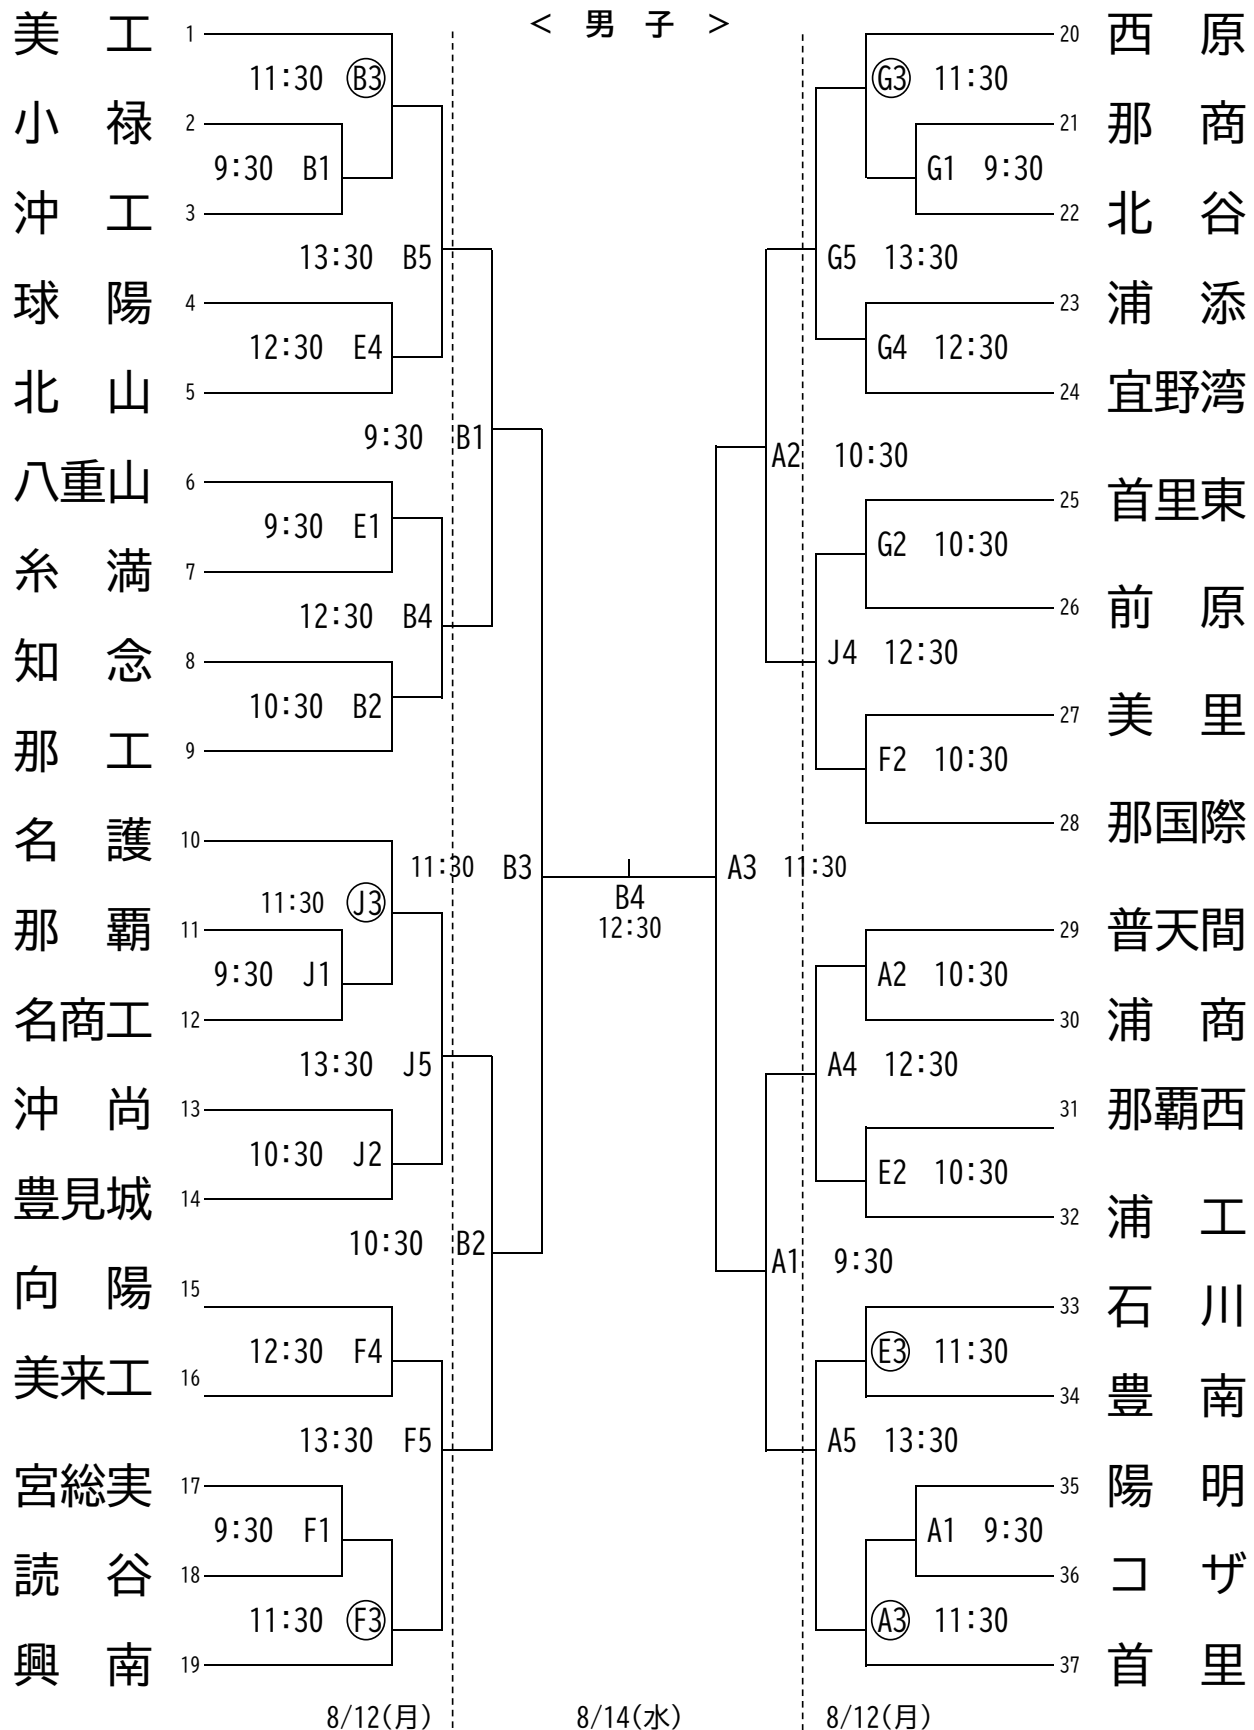 ＜ 男 子 ＞
美 工 1
11:30 B3
小 禄 2
9:30 B1
沖 工 3
13:30 B5
球 陽 4
12:30 E4
北 山 5
9:30 B1
八重山 6
9:30 E1
糸 満 7
12:30 B4
知 念 8
10:30 B2
那 工 9
名 護 10
11:30 B3
11:30 J3
那 覇 11
9:30 J1
名商工 12
13:30 J5
沖 尚 13
10:30 J2
豊見城 14
10:30 B2
向 陽 15
12:30 F4
美来工 16
13:30 F5
宮総実 17
9:30 F1
読 谷 18
11:30 F3
興 南 19
B4
12:30
20 西 原
G3 11:30
21 那 商
G1 9:30
22 北 谷
G5 13:30
23 浦 添
G4 12:30
24 宜野湾
A2 10:30
25 首里東
G2 10:30
26 前 原
J4 12:30
27 美 里
F2 10:30
28 那国際
A3 11:30
29 普天間
A2 10:30
30 浦 商
A4 12:30
31 那覇西
E2 10:30
32 浦 工
A1 9:30
33 石 川
E3 11:30
34 豊 南
A5 13:30
35 陽 明
A1 9:30
36 コ ザ
A3 11:30
37 首 里
8/12(月) 8/14(水) 8/12(月)